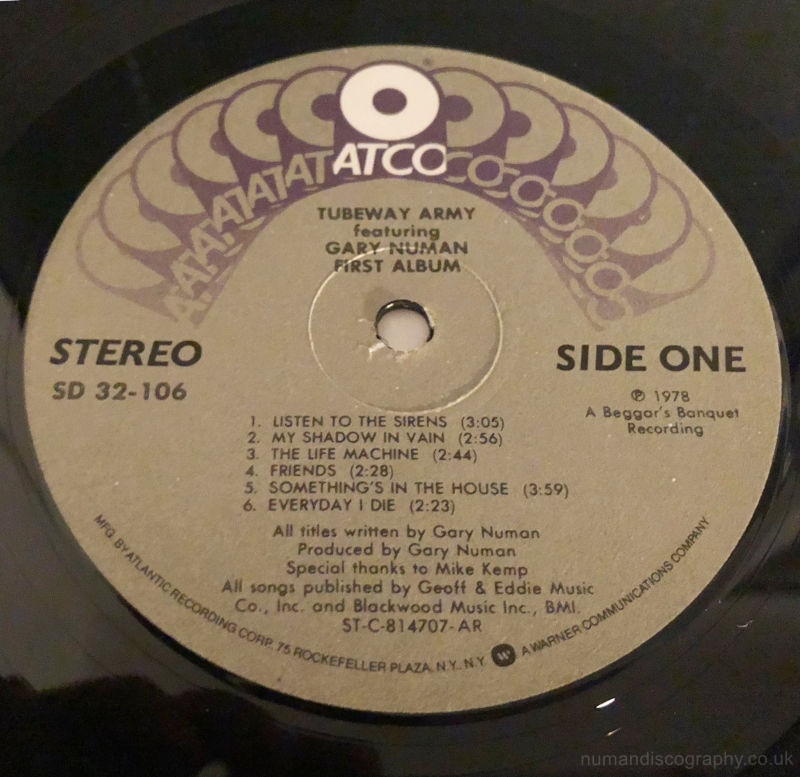 ATCO
TUBEWAY ARMY
featuring
GARY NUMAN
FIRST ALBUM
STEREO
SD 32-106
SIDE ONE
℗ 1978
A Beggar's Banquet
Recording
1. LISTEN TO THE SIRENS (3:05)
2. MY SHADOW IN VAIN (2:56)
3. THE LIFE MACHINE (2:44)
4. FRIENDS (2:28)
5. SOMETHING'S IN THE HOUSE (3:59)
6. EVERYDAY I DIE (2:23)
All titles written by Gary Numan
Produced by Gary Numan
Special thanks to Mike Kemp
All songs published by Geoff & Eddie Music
Co., Inc. and Blackwood Music Inc., BMI.
ST-C-814707-AR
MFG. BY ATLANTIC RECORDING CORP. 75 ROCKEFELLER PLAZA, N.Y., N.Y. A WARNER COMMUNICATIONS COMPANY
numandiscography.co.uk